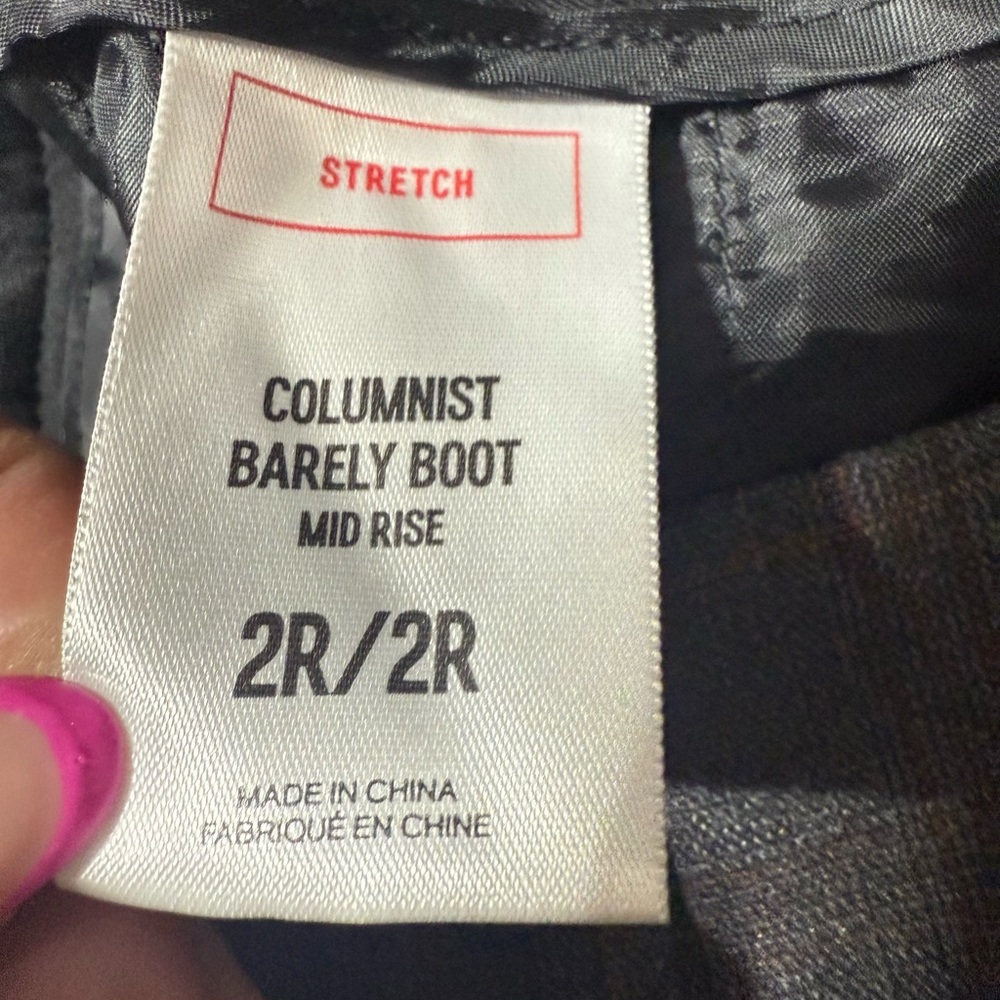 STRETCH
COLUMNIST
BARELY BOOT
MID RISE
2R/2R
MADE IN CHINA
FABRIQUÉ EN CHINE